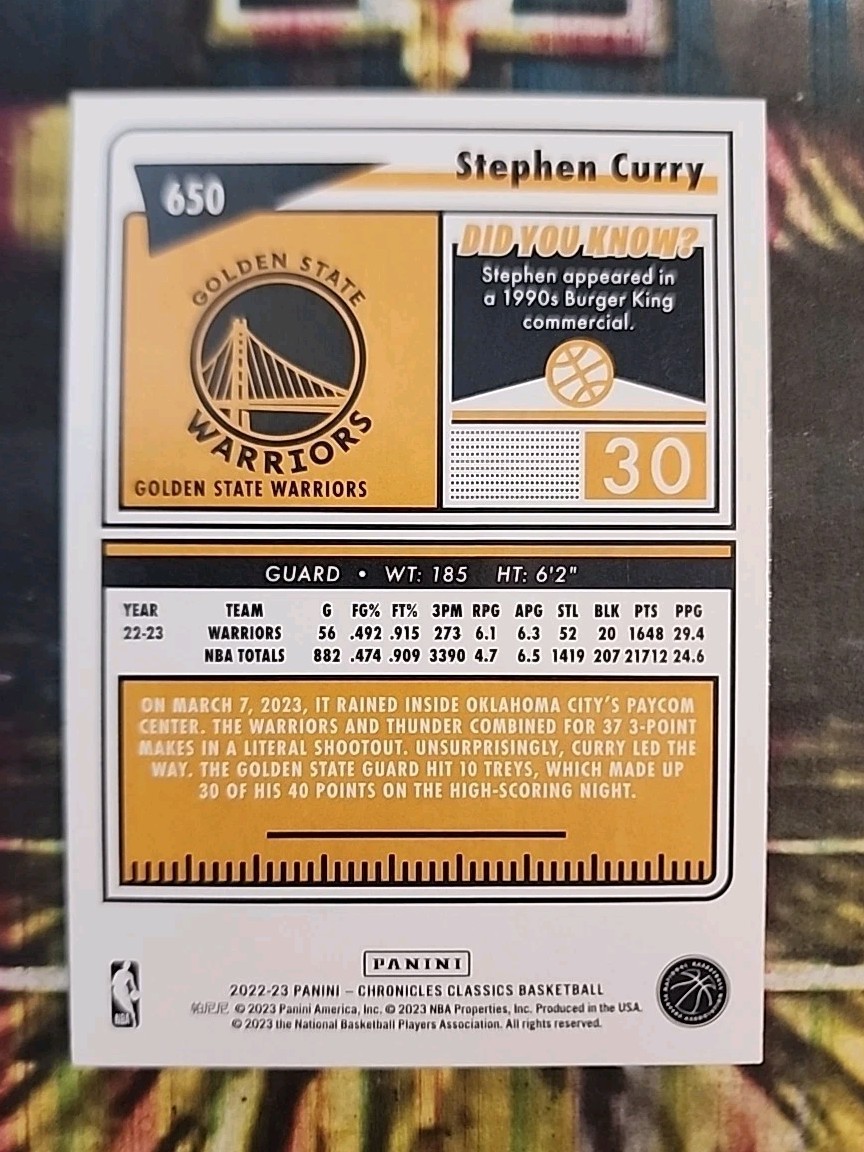 Stephen Curry
650
GOLDEN STATE
WARRIORS
GOLDEN STATE WARRIORS
DID YOU KNOW?
Stephen appeared in
a 1990s Burger King
commercial.
30
GUARD • WT: 185 HT: 6'2"
YEAR TEAM G FG% FT% 3PM RPG APG STL BLK PTS PPG
22-23 WARRIORS 56 .492 .915 273 6.1 6.3 52 20 1648 29.4
NBA TOTALS 882 .474 .909 3390 4.7 6.5 1419 207 21712 24.6
ON MARCH 7, 2023, IT RAINED INSIDE OKLAHOMA CITY'S PAYCOM
CENTER. THE WARRIORS AND THUNDER COMBINED FOR 37 3-POINT
MAKES IN A LITERAL SHOOTOUT. UNSURPRISINGLY, CURRY LED THE
WAY. THE GOLDEN STATE GUARD HIT 10 TREYS, WHICH MADE UP
30 OF HIS 40 POINTS ON THE HIGH-SCORING NIGHT.
PANINI
2022-23 PANINI – CHRONICLES CLASSICS BASKETBALL
帕尼尼 © 2023 Panini America, Inc. © 2023 NBA Properties, Inc. Produced in the USA.
© 2023 the National Basketball Players Association. All rights reserved.
NBA